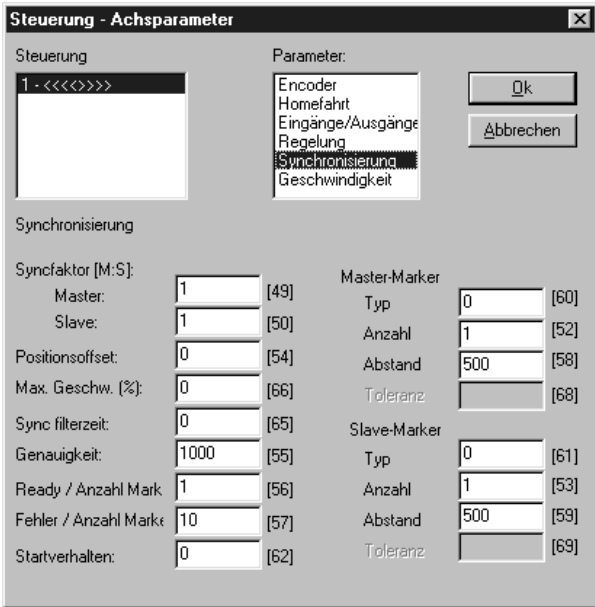 Steuerung - Achsparameter
Steuerung
1 - <<<<>>>>
Parameter:
Encoder
Homefahrt
Eingänge/Ausgänge
Regelung
Synchronisierung
Geschwindigkeit
Ok
Abbrechen
Synchronisierung
Syncfaktor [M:S]:
Master: 1 [49]
Slave: 1 [50]
Positionsoffset: 0 [54]
Max. Geschw. (%): 0 [66]
Sync filterzeit: 0 [65]
Genauigkeit: 1000 [55]
Ready / Anzahl Mark 1 [56]
Fehler / Anzahl Marke 10 [57]
Startverhalten: 0 [62]
Master-Marker
Typ 0 [60]
Anzahl 1 [52]
Abstand 500 [58]
Toleranz [68]
Slave-Marker
Typ 0 [61]
Anzahl 1 [53]
Abstand 500 [59]
Toleranz [69]